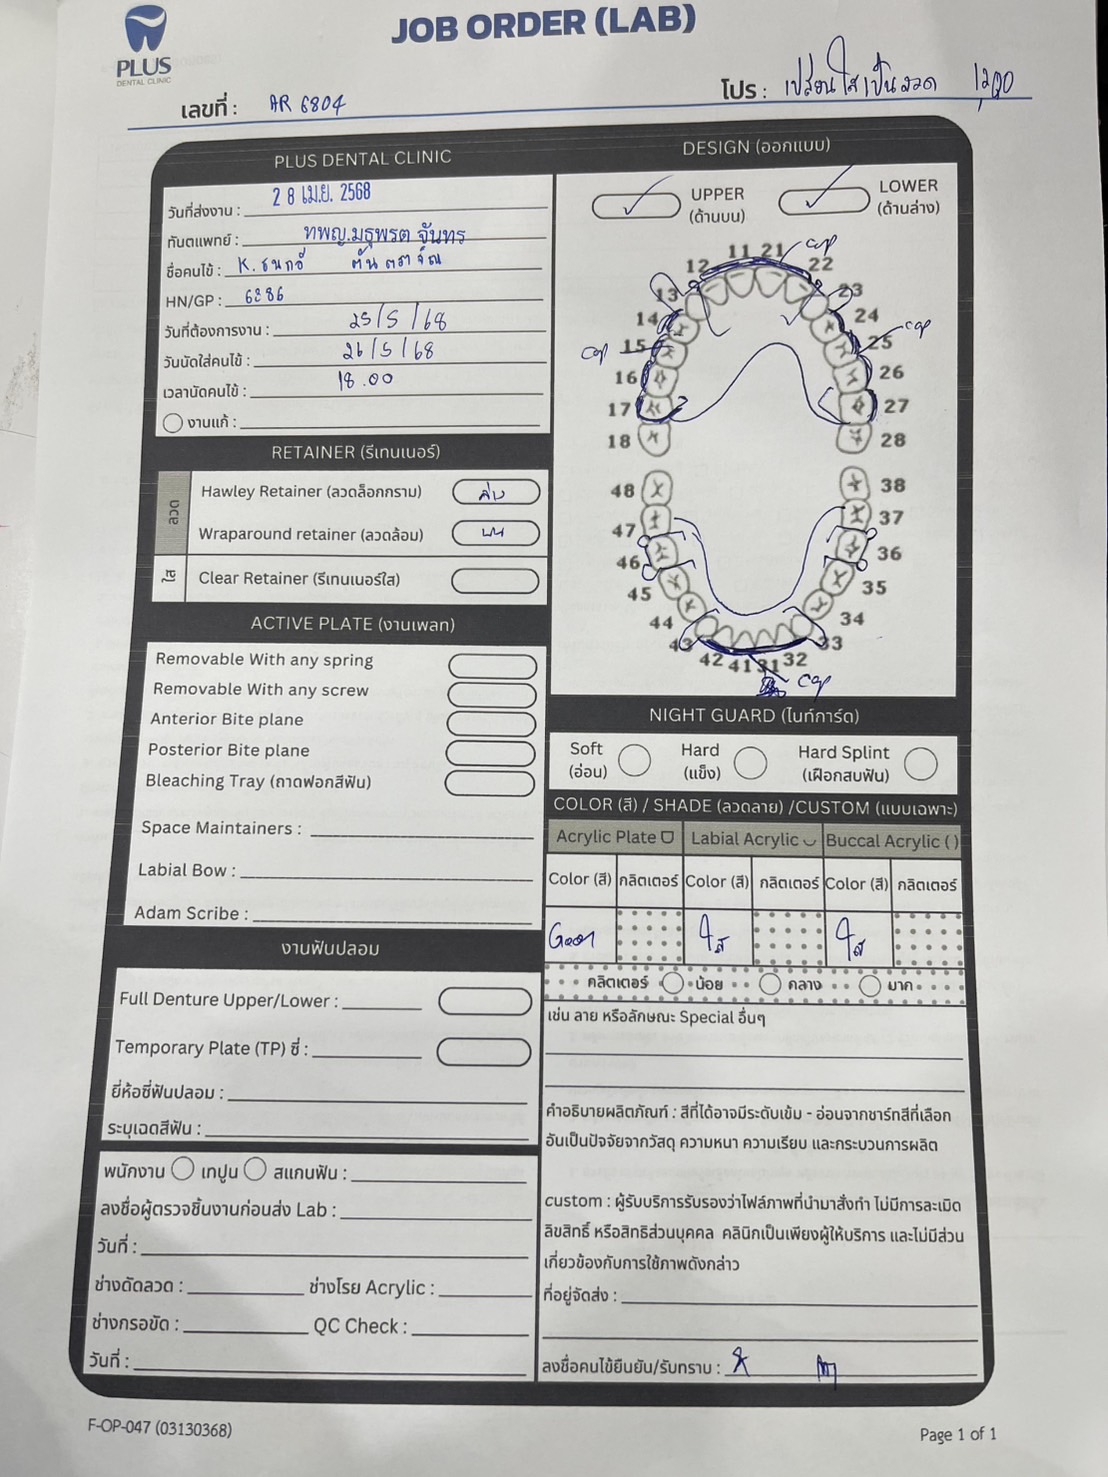 JOB ORDER (LAB)
PLUS
DENTAL CLINIC
เลขที่ : AR 6804
โปร : เปลี่ยนใสเป็นลวด 1200
PLUS DENTAL CLINIC
วันที่ส่งงาน : 28 เม.ย. 2568
ทันตแพทย์ : ทพญ.มธุพรต จันทร
ชื่อคนไข้ : K.
HN/GP : 6886
วันที่ต้องการงาน : 25/5/68
วันนัดใส่คนไข้ : 26/5/68
เวลานัดคนไข้ : 18.00
งานแก้ :
RETAINER (รีเทนเนอร์)
ลวด
Hawley Retainer (ลวดล็อกกราม) ล่าง
Wraparound retainer (ลวดล้อม) บน
ใส
Clear Retainer (รีเทนเนอร์ใส)
ACTIVE PLATE (งานเพลท)
Removable With any spring
Removable With any screw
Anterior Bite plane
Posterior Bite plane
Bleaching Tray (ถาดฟอกสีฟัน)
Space Maintainers :
Labial Bow :
Adam Scribe :
งานฟันปลอม
Full Denture Upper/Lower :
Temporary Plate (TP) ซี่ :
ยี่ห้อซี่ฟันปลอม :
ระบุเฉดสีฟัน :
พนักงาน เทปูน สแกนฟัน :
ลงชื่อผู้ตรวจชิ้นงานก่อนส่ง Lab :
วันที่ :
ช่างดัดลวด : ช่างโรย Acrylic :
ช่างกรอขัด : QC Check :
วันที่ :
DESIGN (ออกแบบ)
UPPER
(ด้านบน)
LOWER
(ด้านล่าง)
11 21 cap
12 22
13 23
14 24
cap 15 25 cap
16 26
17 27
18 28
48 38
47 37
46 36
45 35
44 34
43 33
42 41 31 32
cap
NIGHT GUARD (ไนท์การ์ด)
Soft
(อ่อน)
Hard
(แข็ง)
Hard Splint
(เฝือกสบฟัน)
COLOR (สี) / SHADE (ลวดลาย) /CUSTOM (แบบเฉพาะ)
Acrylic Plate Labial Acrylic Buccal Acrylic ( )
Color (สี) กลิตเตอร์ Color (สี) กลิตเตอร์ Color (สี) กลิตเตอร์
ใส ใส
กลิตเตอร์ น้อย กลาง มาก
เช่น ลาย หรือลักษณะ Special อื่นๆ
คำอธิบายผลิตภัณฑ์ : สีที่ได้อาจมีระดับเข้ม - อ่อนจากชาร์ทสีที่เลือก
อันเป็นปัจจัยจากวัสดุ ความหนา ความเรียบ และกระบวนการผลิต
custom : ผู้รับบริการรับรองว่าไฟล์ภาพที่นำมาสั่งทำ ไม่มีการละเมิด
ลิขสิทธิ์ หรือสิทธิส่วนบุคคล คลินิกเป็นเพียงผู้ให้บริการ และไม่มีส่วน
เกี่ยวข้องกับการใช้ภาพดังกล่าว
ที่อยู่จัดส่ง :
ลงชื่อคนไข้ยืนยัน/รับทราบ :
F-OP-047 (03130368)
Page 1 of 1